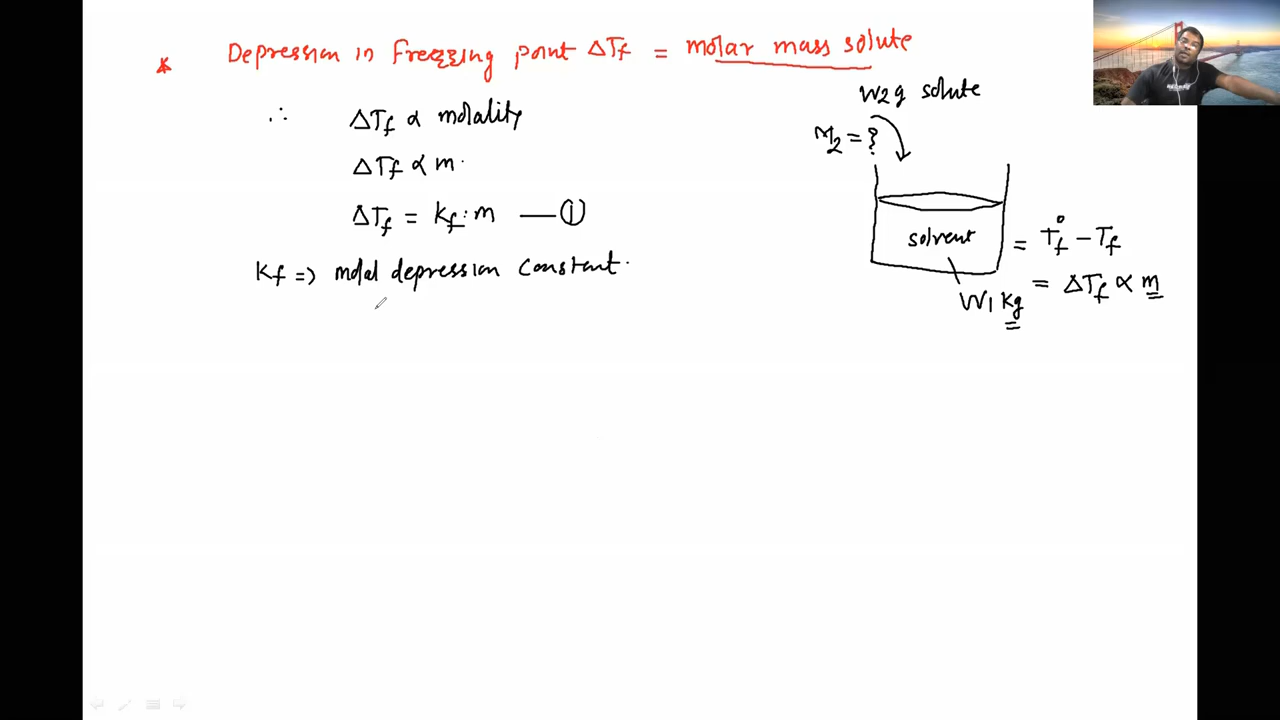 * Depression in Freezzing point ΔTf = molar mass solute
∴ ΔTf α molality
ΔTf α m.
ΔTf = Kf . m — ①
Kf => molal depression constant.
W2 g solute
M2 = ?
solvent
= T°f – Tf
= ΔTf α m
W1 Kg